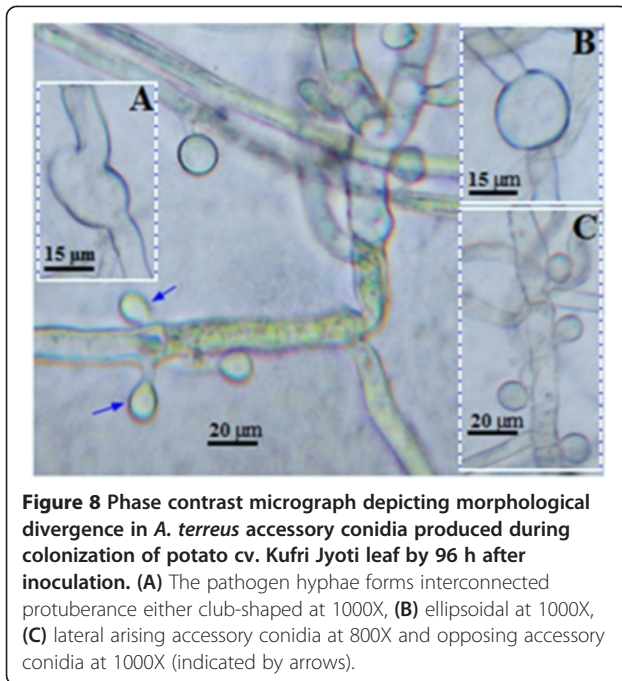 A
15 µm
B
15 µm
C
20 µm
20 µm
Figure 8 Phase contrast micrograph depicting morphological
divergence in A. terreus accessory conidia produced during
colonization of potato cv. Kufri Jyoti leaf by 96 h after
inoculation. (A) The pathogen hyphae forms interconnected
protuberance either club-shaped at 1000X, (B) ellipsoidal at 1000X,
(C) lateral arising accessory conidia at 800X and opposing accessory
conidia at 1000X (indicated by arrows).